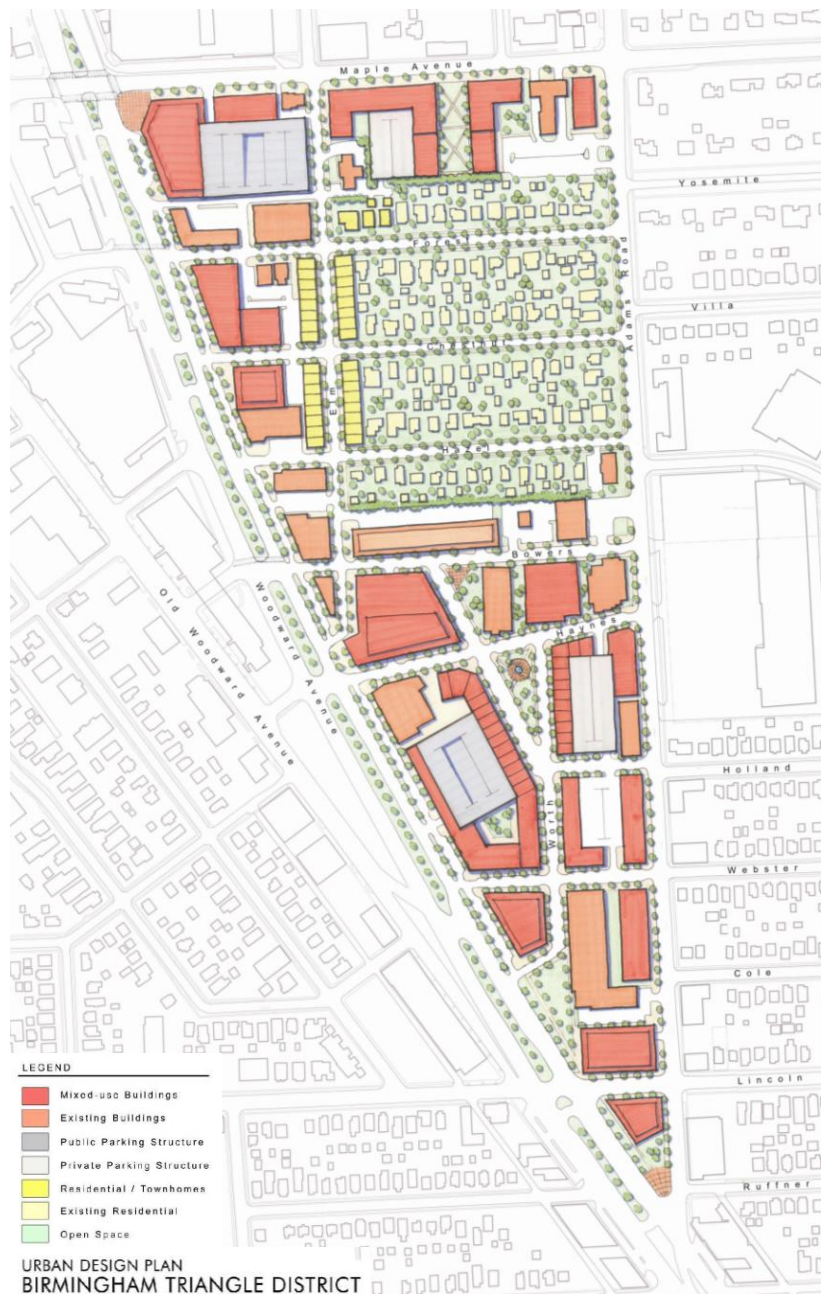 Maple Avenue
Yosemite
Forest
Adams Road
Villa
Chestnut
Elm
Hazel
Bowers
Old Woodward Avenue
Woodward Avenue
Haynes
Holland
Worth
Webster
Cole
Lincoln
Ruffner
LEGEND
Mixed-use Buildings
Existing Buildings
Public Parking Structure
Private Parking Structure
Residential / Townhomes
Existing Residential
Open Space
URBAN DESIGN PLAN
BIRMINGHAM TRIANGLE DISTRICT